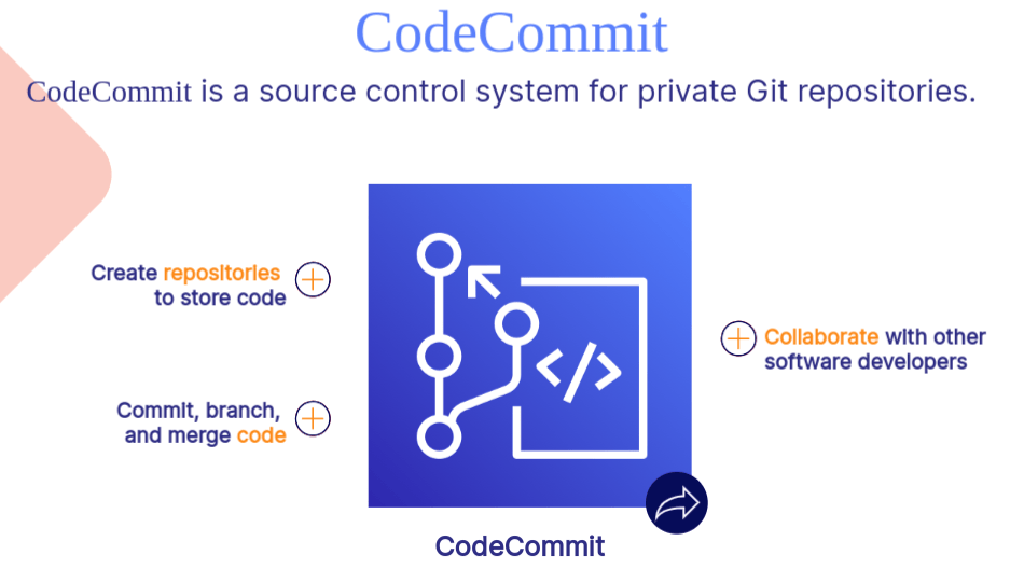 CodeCommit
CodeCommit is a source control system for private Git repositories.
Create repositories
to store code
Commit, branch,
and merge code
Collaborate with other
software developers
CodeCommit